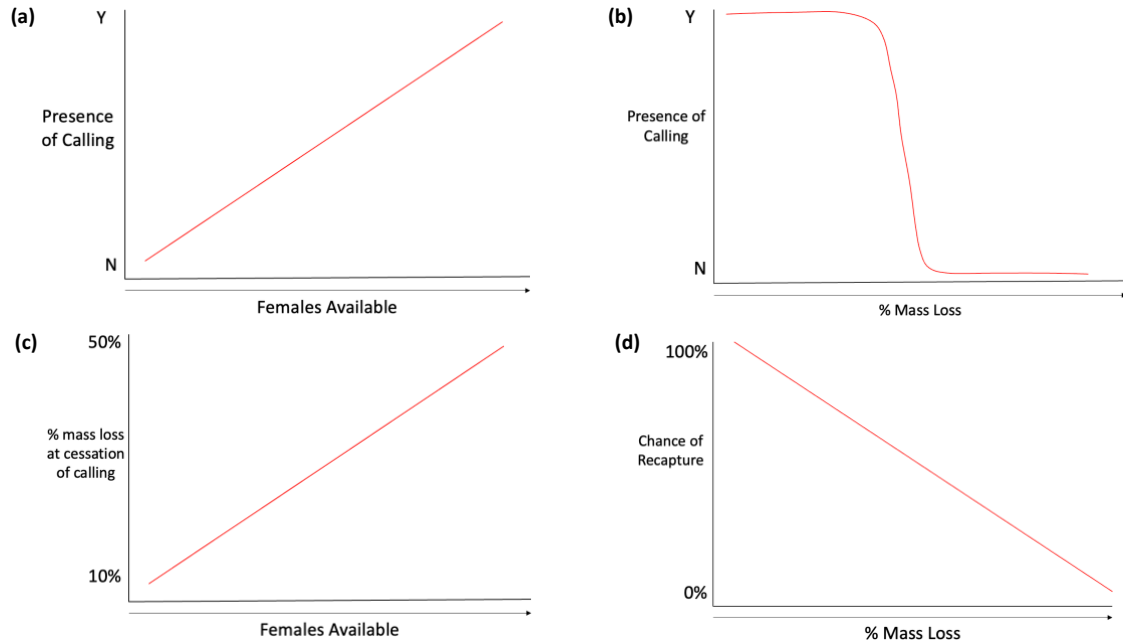 (a)
Y
Presence
of Calling
N
Females Available
(b)
Y
Presence of
Calling
N
% Mass Loss
(c)
50%
% mass loss
at cessation
of calling
10%
Females Available
(d)
100%
Chance of
Recapture
0%
% Mass Loss